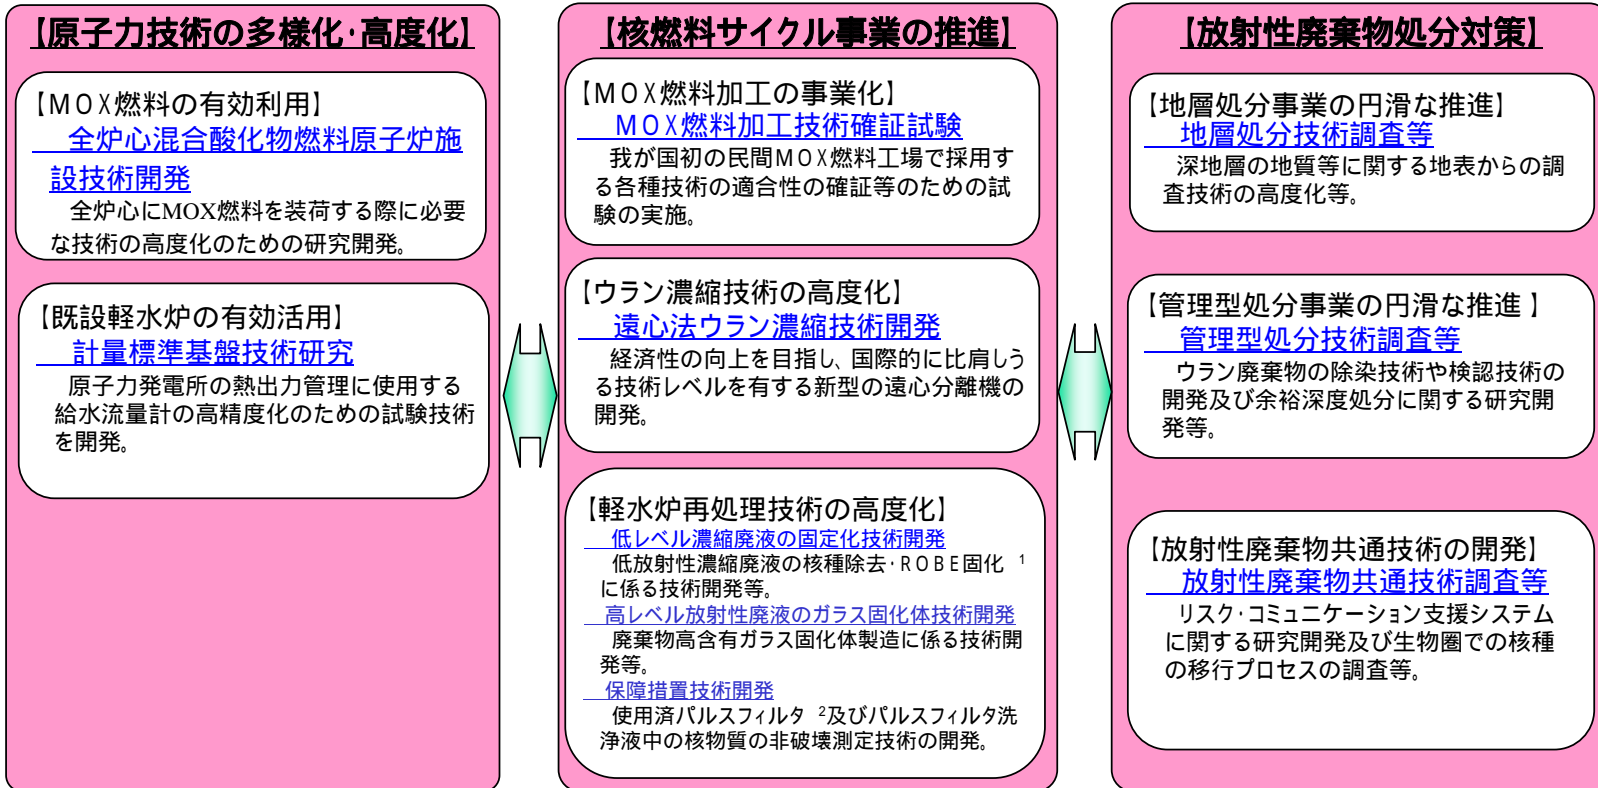 【原子力技術の多様化･高度化】
【MOX燃料の有効利用】
全炉心混合酸化物燃料原子炉施
設技術開発
全炉心にMOX燃料を装荷する際に必要
な技術の高度化のための研究開発。
【既設軽水炉の有効活用】
計量標準基盤技術研究
原子力発電所の熱出力管理に使用する
給水流量計の高精度化のための試験技術
を開発。
【核燃料サイクル事業の推進】
【MOX燃料加工の事業化】
MOX燃料加工技術確証試験
我が国初の民間MOX燃料工場で採用す
る各種技術の適合性の確証等のための試
験の実施。
【ウラン濃縮技術の高度化】
遠心法ウラン濃縮技術開発
経済性の向上を目指し、国際的に比肩しう
る技術レベルを有する新型の遠心分離機の
開発。
【軽水炉再処理技術の高度化】
低レベル濃縮廃液の固定化技術開発
低放射性濃縮廃液の核種除去･ROBE固化 1
に係る技術開発等。
高レベル放射性廃液のガラス固化体技術開発
廃棄物高含有ガラス固化体製造に係る技術開
発等。
保障措置技術開発
使用済パルスフィルタ 2及びパルスフィルタ洗
浄液中の核物質の非破壊測定技術の開発。
【放射性廃棄物処分対策】
【地層処分事業の円滑な推進】
地層処分技術調査等
深地層の地質等に関する地表からの調
査技術の高度化等。
【管理型処分事業の円滑な推進 】
管理型処分技術調査等
ウラン廃棄物の除染技術や検認技術の
開発及び余裕深度処分に関する研究開
発等。
【放射性廃棄物共通技術の開発】
放射性廃棄物共通技術調査等
リスク･コミュニケーション支援システム
に関する研究開発及び生物圏での核種
の移行プロセスの調査等。